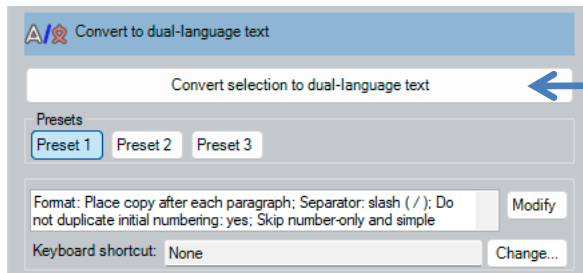 Convert to dual-language text
Convert selection to dual-language text
Presets
Preset 1 Preset 2 Preset 3
Format: Place copy after each paragraph; Separator: slash ( / ); Do
not duplicate initial numbering: yes; Skip number-only and simple
Modify
Keyboard shortcut: None Change...